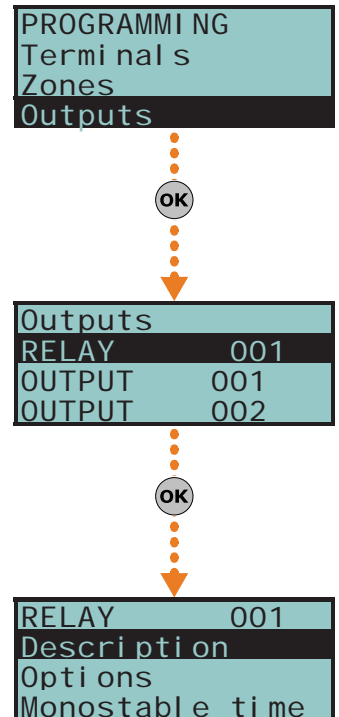 PROGRAMMING
Terminals
Zones
Outputs
OK
Outputs
RELAY 001
OUTPUT 001
OUTPUT 002
OK
RELAY 001
Description
Options
Monostable time